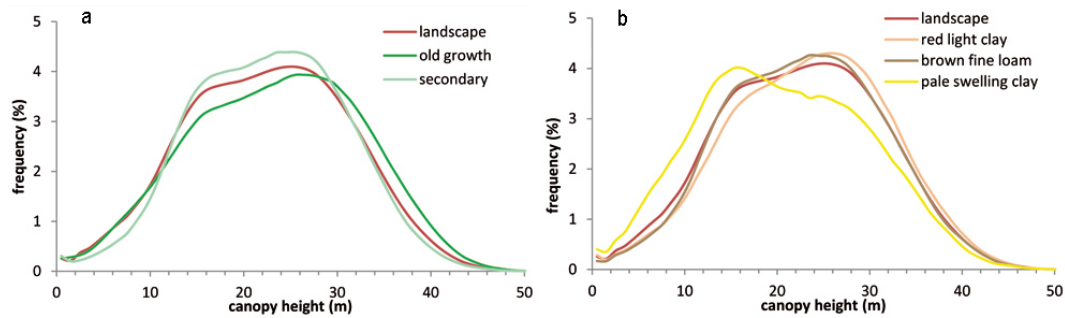 a
landscape
old growth
secondary
frequency (%)
5
4
3
2
1
0
0 10 20 30 40 50
canopy height (m)
b
landscape
red light clay
brown fine loam
pale swelling clay
frequency (%)
5
4
3
2
1
0
0 10 20 30 40 50
canopy height (m)